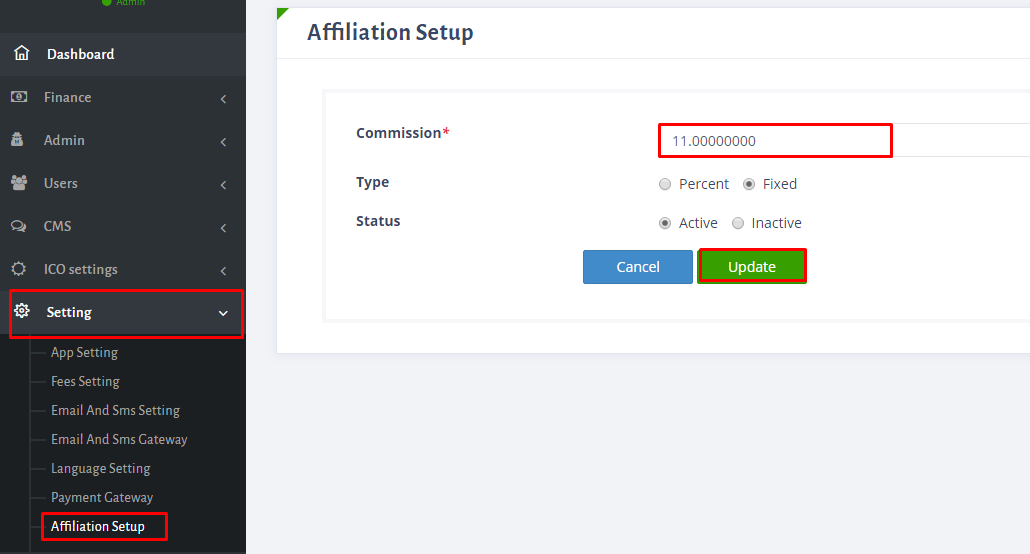 Admin
Dashboard
Finance
Admin
Users
CMS
ICO settings
Setting
App Setting
Fees Setting
Email And Sms Setting
Email And Sms Gateway
Language Setting
Payment Gateway
Affiliation Setup
Affiliation Setup
Commission*
11.00000000
Type
Percent Fixed
Status
Active Inactive
Cancel Update